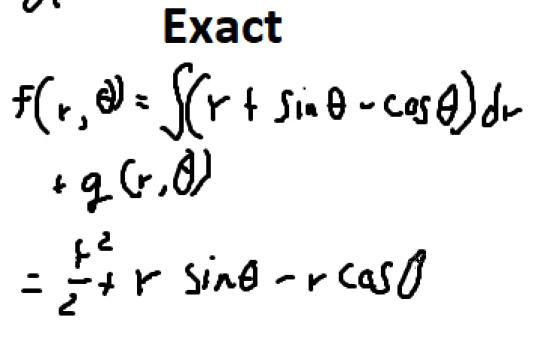 Exact
f(r, θ) = ∫(r + sin θ - cos θ) dr
+ g (r, θ)
= r²/2 + r sin θ - r cos θ